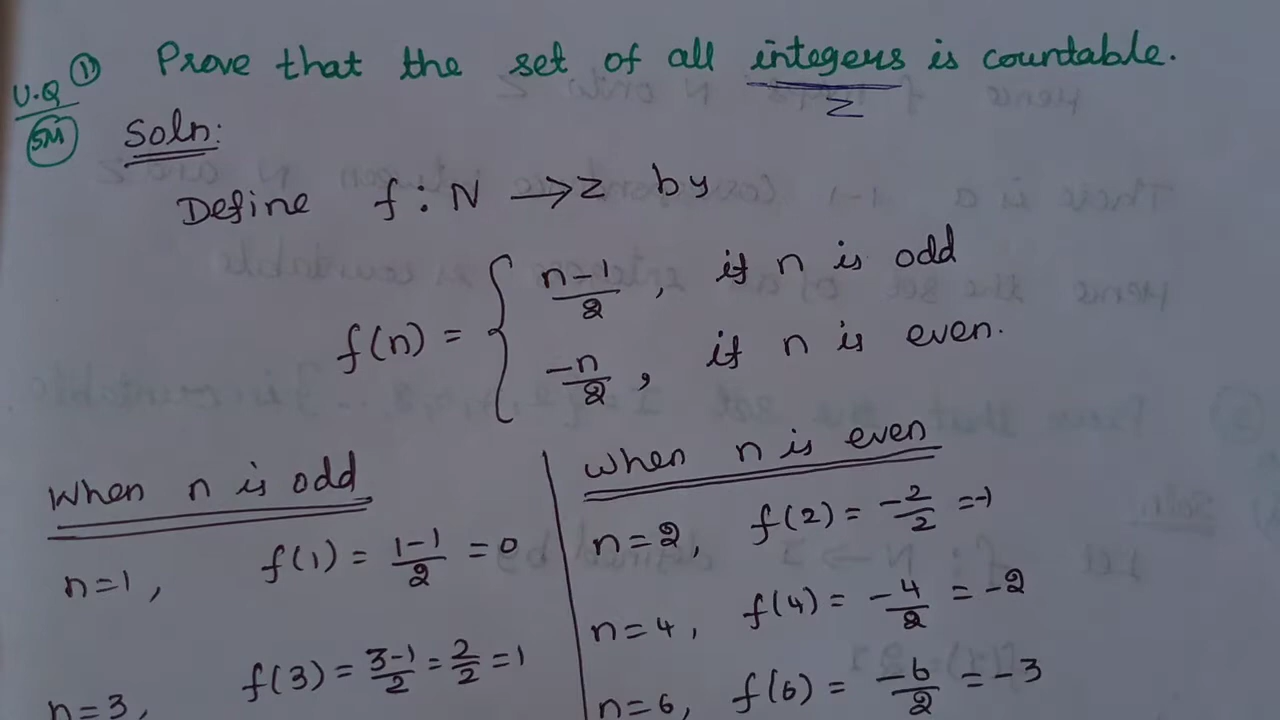 U.Q ① Prove that the set of all integers is countable.
5M Z
Soln:
Define f : N → Z by
f(n) = { n-1/2 , if n is odd
-n/2 , if n is even.
When n is odd
n=1, f(1) = 1-1/2 = 0
n=3, f(3) = 3-1/2 = 2/2 = 1
When n is even
n=2, f(2) = -2/2 = -1
n=4, f(4) = -4/2 = -2
n=6, f(6) = -6/2 = -3